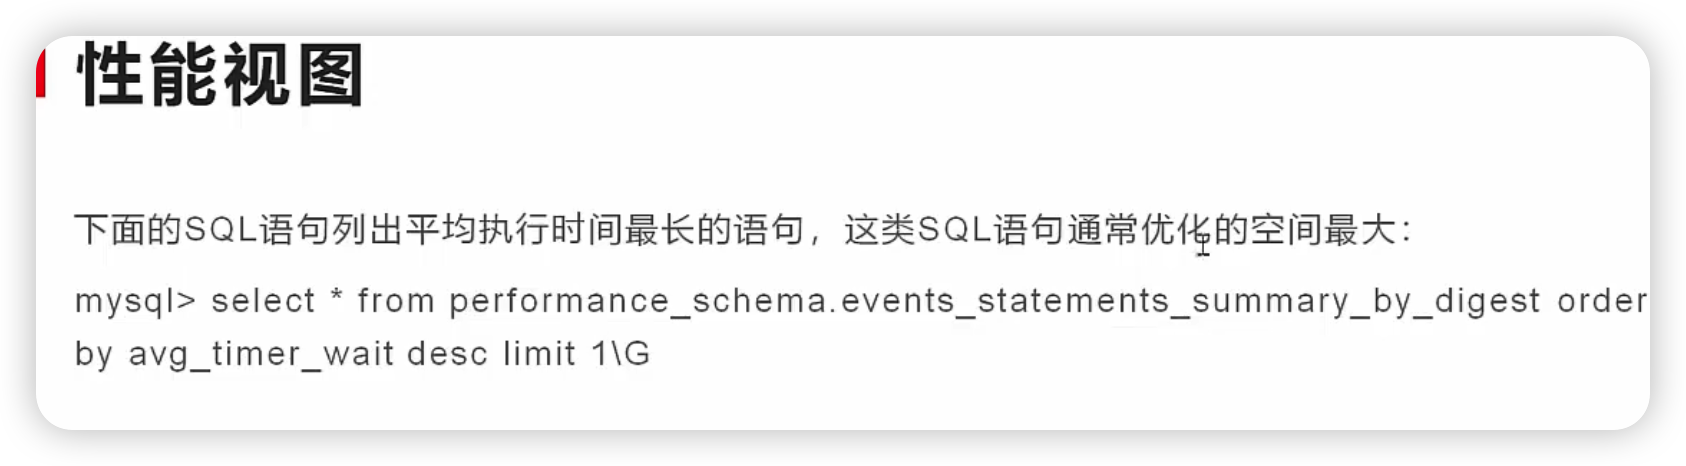 性能视图
下面的SQL语句列出平均执行时间最长的语句，这类SQL语句通常优化的空间最大：
mysql> select * from performance_schema.events_statements_summary_by_digest order
by avg_timer_wait desc limit 1\G